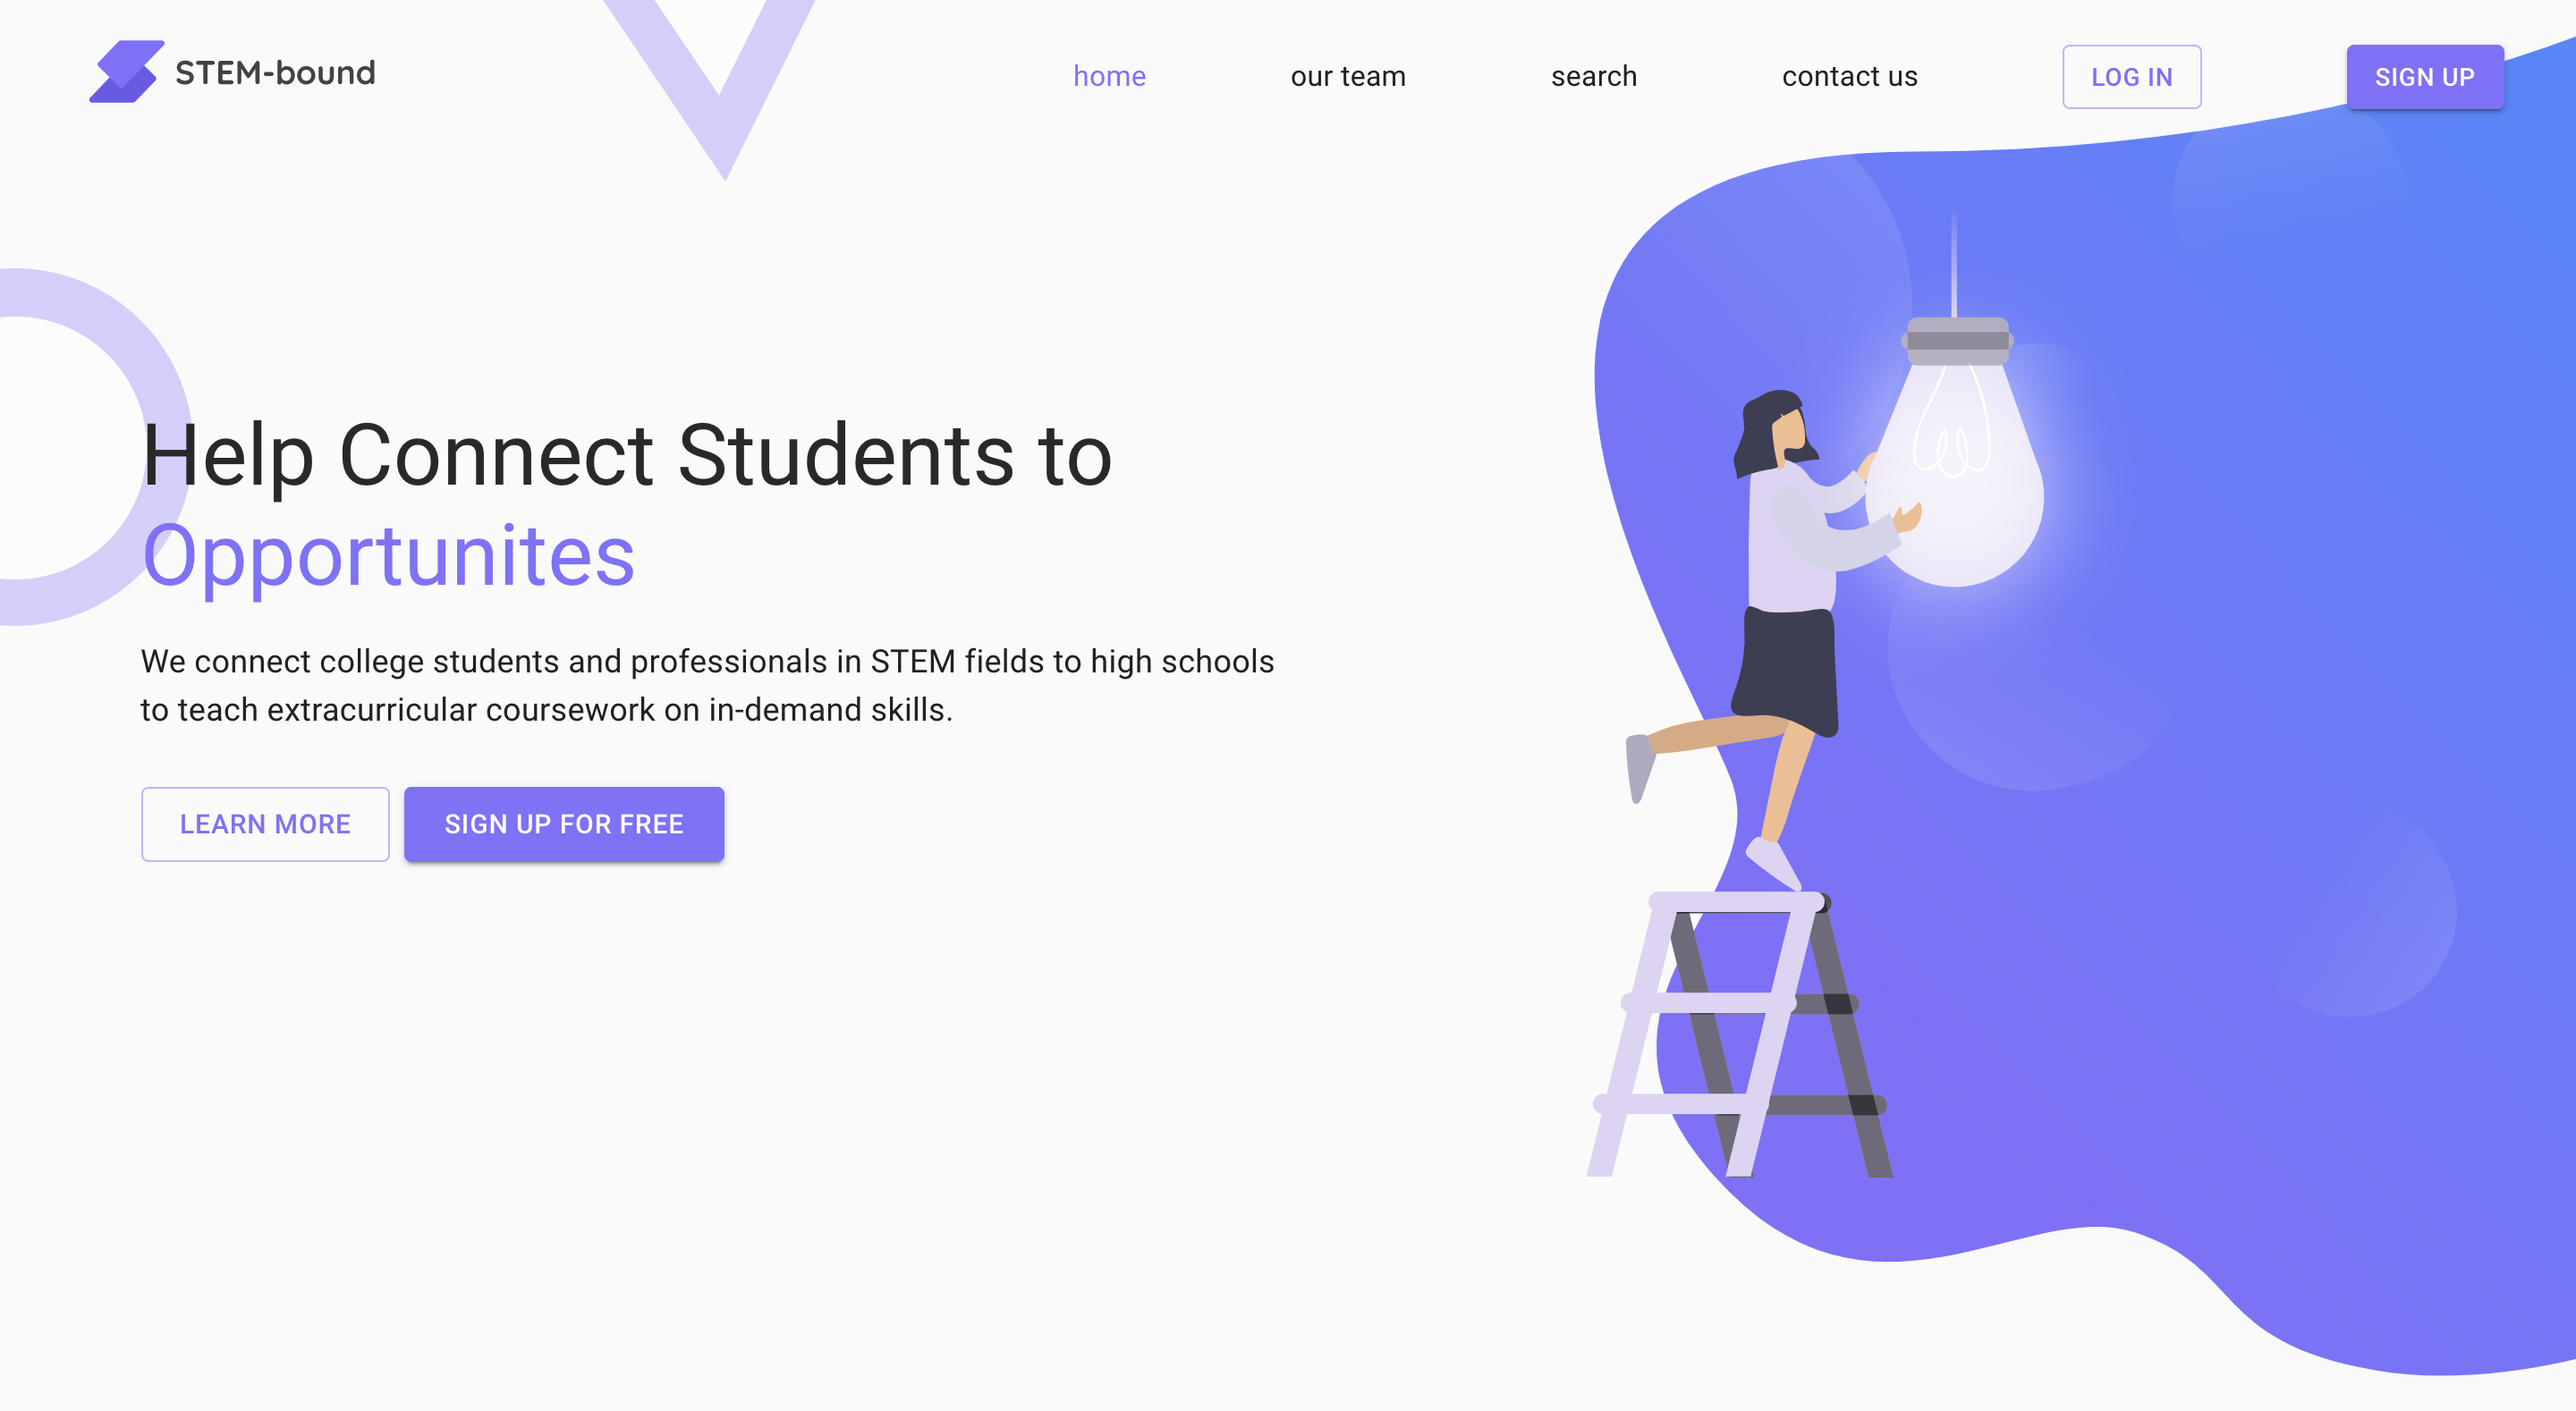 STEM-bound
home our team search contact us LOG IN SIGN UP
Help Connect Students to
Opportunites
We connect college students and professionals in STEM fields to high schools
to teach extracurricular coursework on in-demand skills.
LEARN MORE SIGN UP FOR FREE